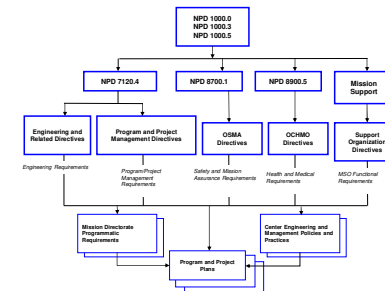 NPD 1000.0
NPD 1000.3
NPD 1000.5
NPD 7120.4
NPD 8700.1
NPD 8900.5
Mission
Support
Engineering and
Related Directives
Program and Project
Management Directives
OSMA
Directives
OCHMO
Directives
Support
Organization
Directives
Engineering Requirements
Program/Project
Management
Requirements
Safety and Mission
Assurance Requirements
Health and Medical
Requirements
MSO Functional
Requirements
Mission Directorate
Programmatic
Requirements
Center Engineering and
Management Policies and
Practices
Program and Project
Plans